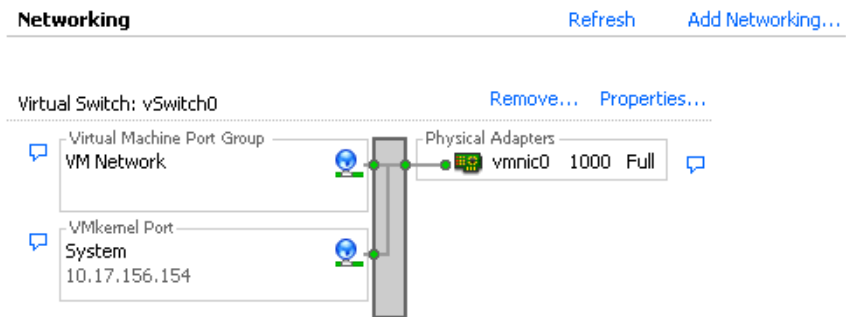 Networking Refresh Add Networking...
Virtual Switch: vSwitch0 Remove... Properties...
Virtual Machine Port Group Physical Adapters
VM Network vmnic0 1000 Full
VMkernel Port
System
10.17.156.154